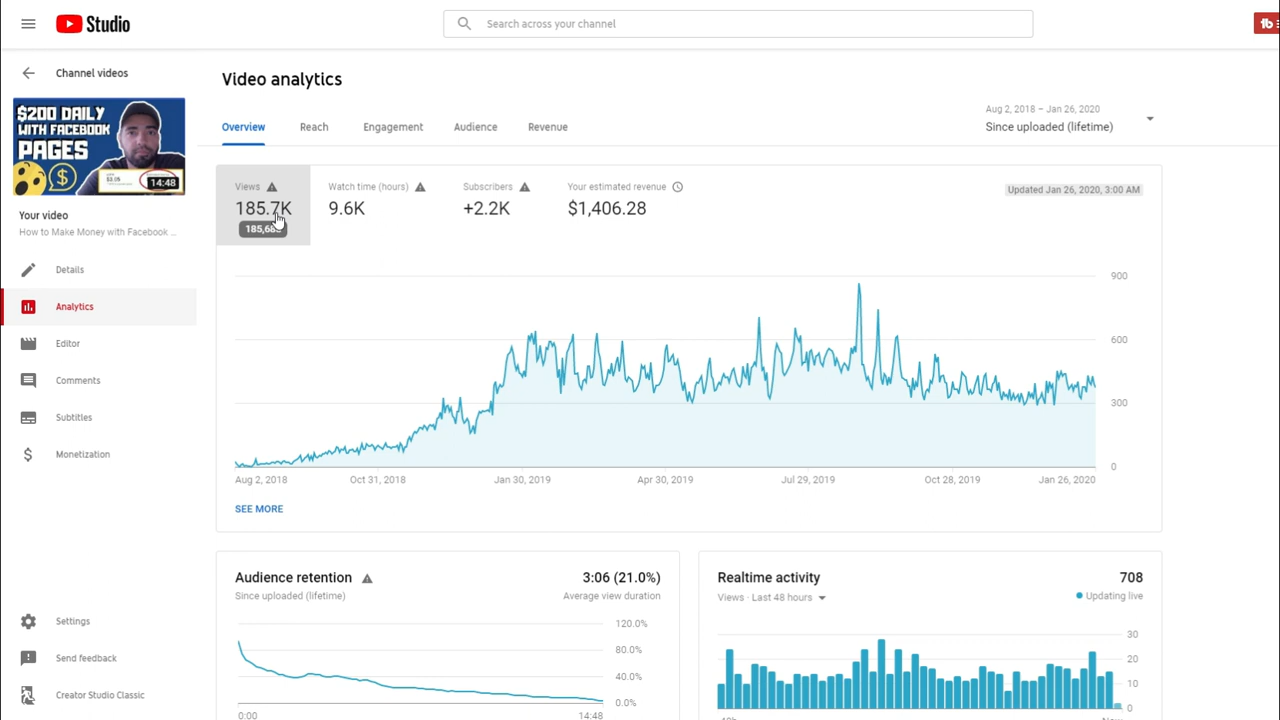 Studio
Search across your channel
Channel videos
$200 DAILY
WITH FACEBOOK
PAGES
$
14:48
Your video
How to Make Money with Facebook ...
Details
Analytics
Editor
Comments
Subtitles
Monetization
Settings
Send feedback
Creator Studio Classic
Video analytics
Overview
Reach
Engagement
Audience
Revenue
Aug 2, 2018 – Jan 26, 2020
Since uploaded (lifetime)
Views
185.7K
Watch time (hours)
9.6K
Subscribers
+2.2K
Your estimated revenue
$1,406.28
Updated Jan 26, 2020, 3:00 AM
900
600
300
0
Aug 2, 2018
Oct 31, 2018
Jan 30, 2019
Apr 30, 2019
Jul 29, 2019
Oct 28, 2019
Jan 26, 2020
SEE MORE
Audience retention
3:06 (21.0%)
Since uploaded (lifetime)
Average view duration
120.0%
80.0%
40.0%
0.0%
0:00
14:48
Realtime activity
708
Views · Last 48 hours
Updating live
30
20
10
0